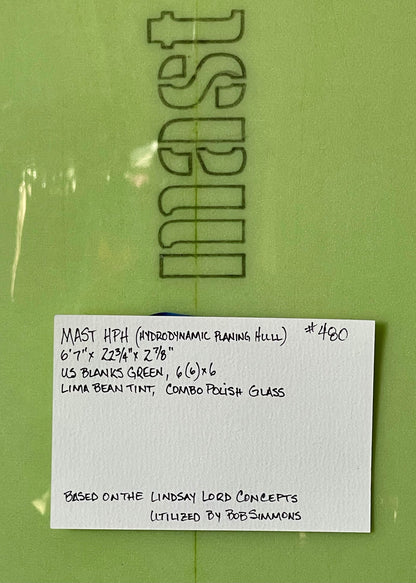 mast
MAST HPH (HYDRODYNAMIC PLANING HULL) #480
6'7" x 22 3/4" x 2 7/8"
US BLANKS GREEN, 6(6)x6
LIMA BEAN TINT, COMBO POLISH GLASS
BASED ON THE LINDSAY LORD CONCEPTS
UTILIZED BY BOB SIMMONS